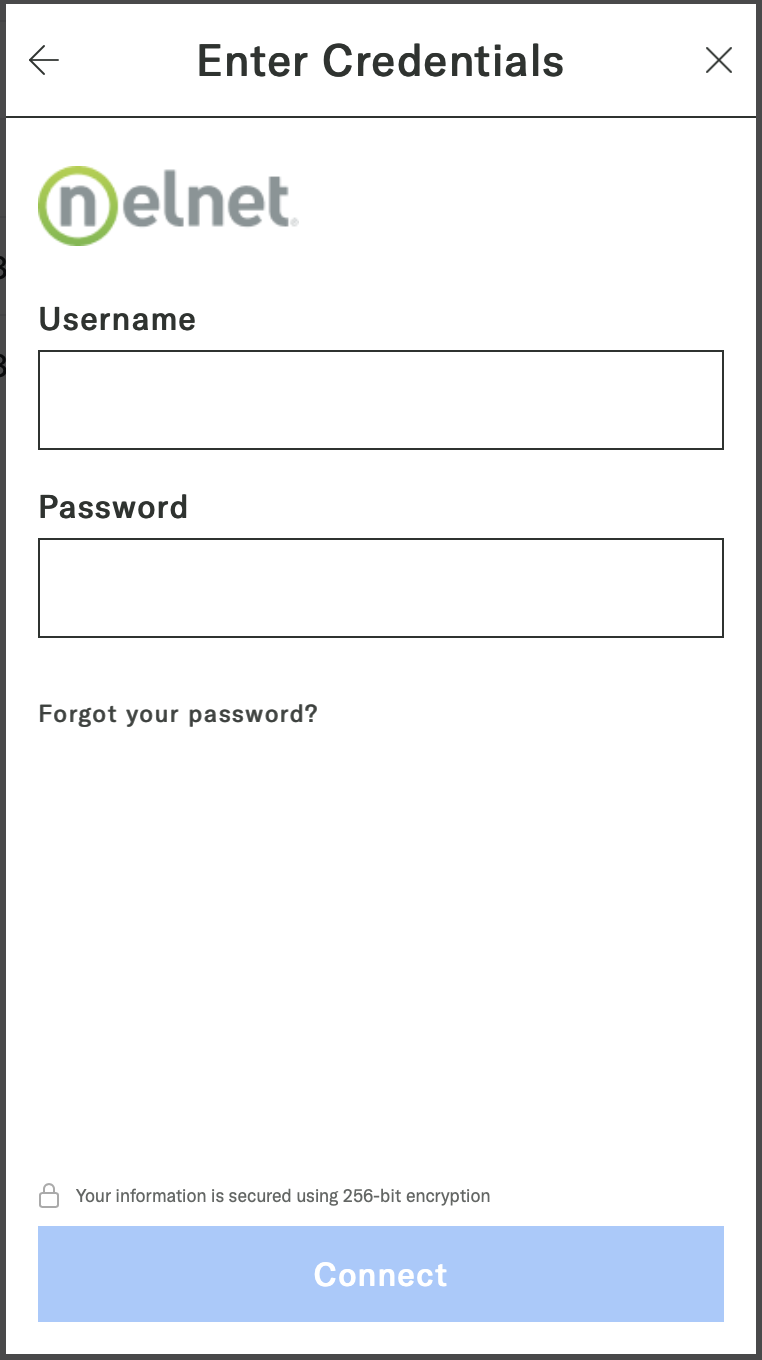 Enter Credentials
nelnet
Username
Password
Forgot your password?
Your information is secured using 256-bit encryption
Connect